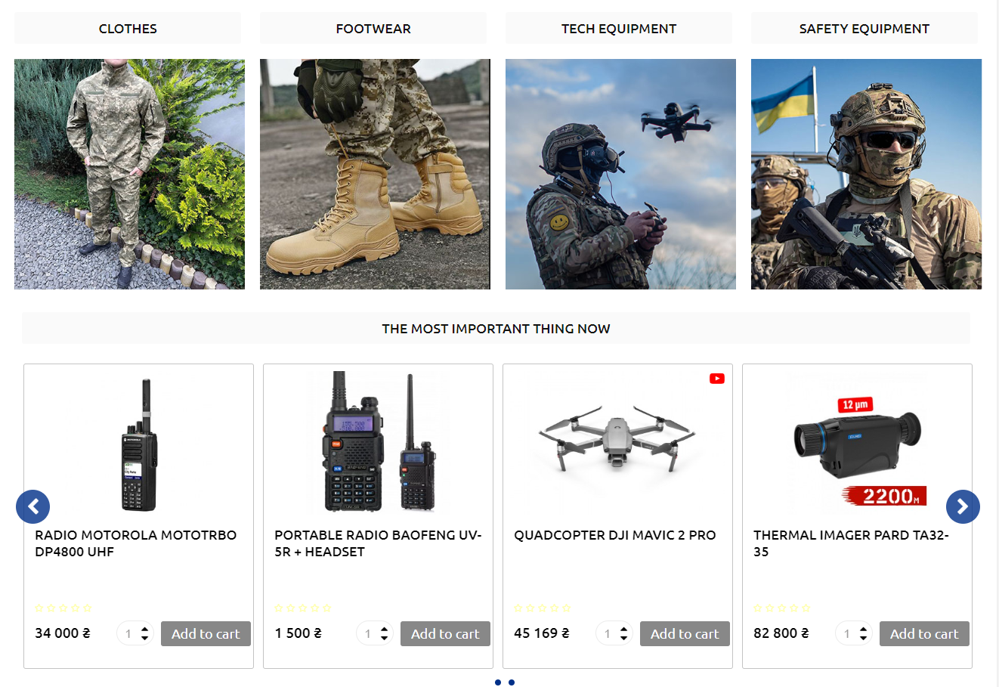 CLOTHES
FOOTWEAR
TECH EQUIPMENT
SAFETY EQUIPMENT
THE MOST IMPORTANT THING NOW
12 µm
2200м
RADIO MOTOROLA MOTOTRBO
DP4800 UHF
PORTABLE RADIO BAOFENG UV-
5R + HEADSET
QUADCOPTER DJI MAVIC 2 PRO
THERMAL IMAGER PARD TA32-
35
34 000 ₴
1
Add to cart
1 500 ₴
1
Add to cart
45 169 ₴
1
Add to cart
82 800 ₴
1
Add to cart